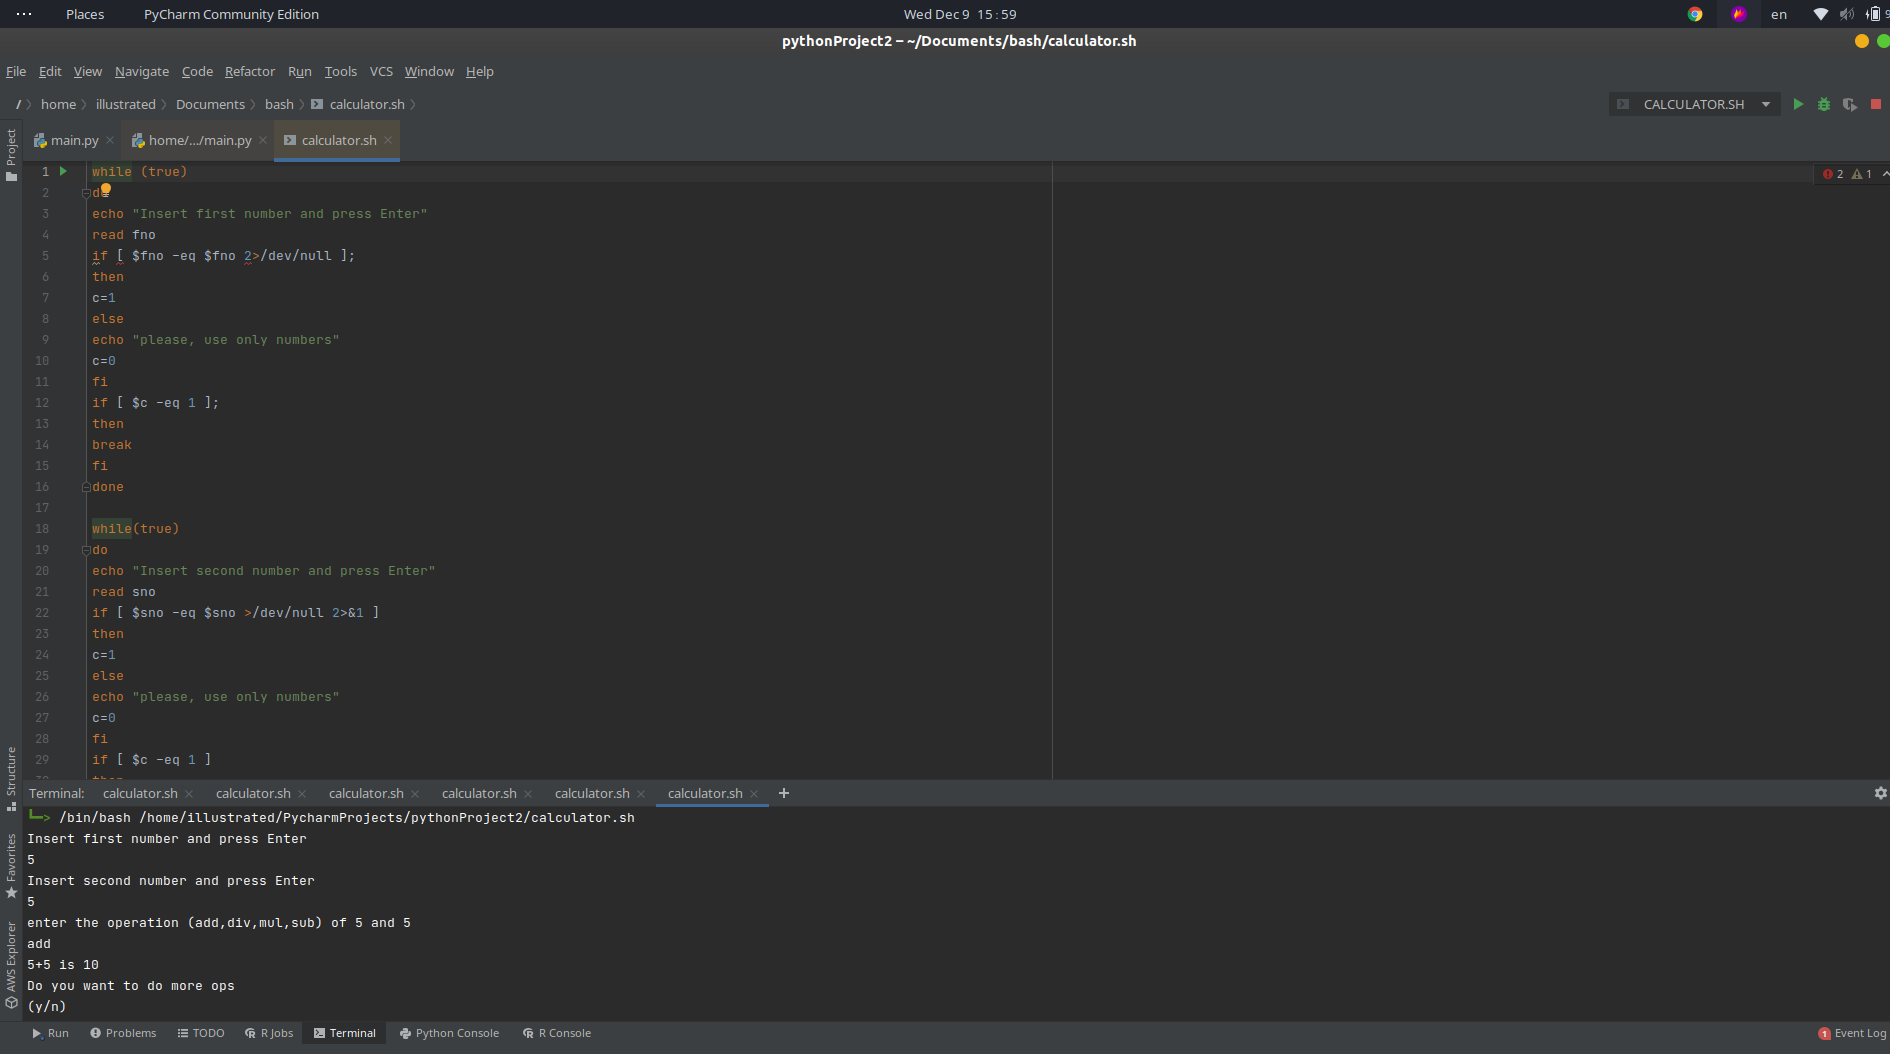 Places PyCharm Community Edition Wed Dec 9 15:59 en
pythonProject2 – ~/Documents/bash/calculator.sh
File Edit View Navigate Code Refactor Run Tools VCS Window Help
/ home illustrated Documents bash calculator.sh CALCULATOR.SH
Project
main.py home/.../main.py calculator.sh
2 1
1 while (true)
2
3 echo "Insert first number and press Enter"
4 read fno
5 if [ $fno -eq $fno 2>/dev/null ];
6 then
7 c=1
8 else
9 echo "please, use only numbers"
10 c=0
11 fi
12 if [ $c -eq 1 ];
13 then
14 break
15 fi
16 done
17
18 while(true)
19 do
20 echo "Insert second number and press Enter"
21 read sno
22 if [ $sno -eq $sno >/dev/null 2>&1 ]
23 then
24 c=1
25 else
26 echo "please, use only numbers"
27 c=0
28 fi
29 if [ $c -eq 1 ]
Structure
Favorites
AWS Explorer
Terminal: calculator.sh calculator.sh calculator.sh calculator.sh calculator.sh calculator.sh +
/bin/bash /home/illustrated/PycharmProjects/pythonProject2/calculator.sh
Insert first number and press Enter
5
Insert second number and press Enter
5
enter the operation (add,div,mul,sub) of 5 and 5
add
5+5 is 10
Do you want to do more ops
(y/n)
Run Problems TODO R Jobs Terminal Python Console R Console 1 Event Log